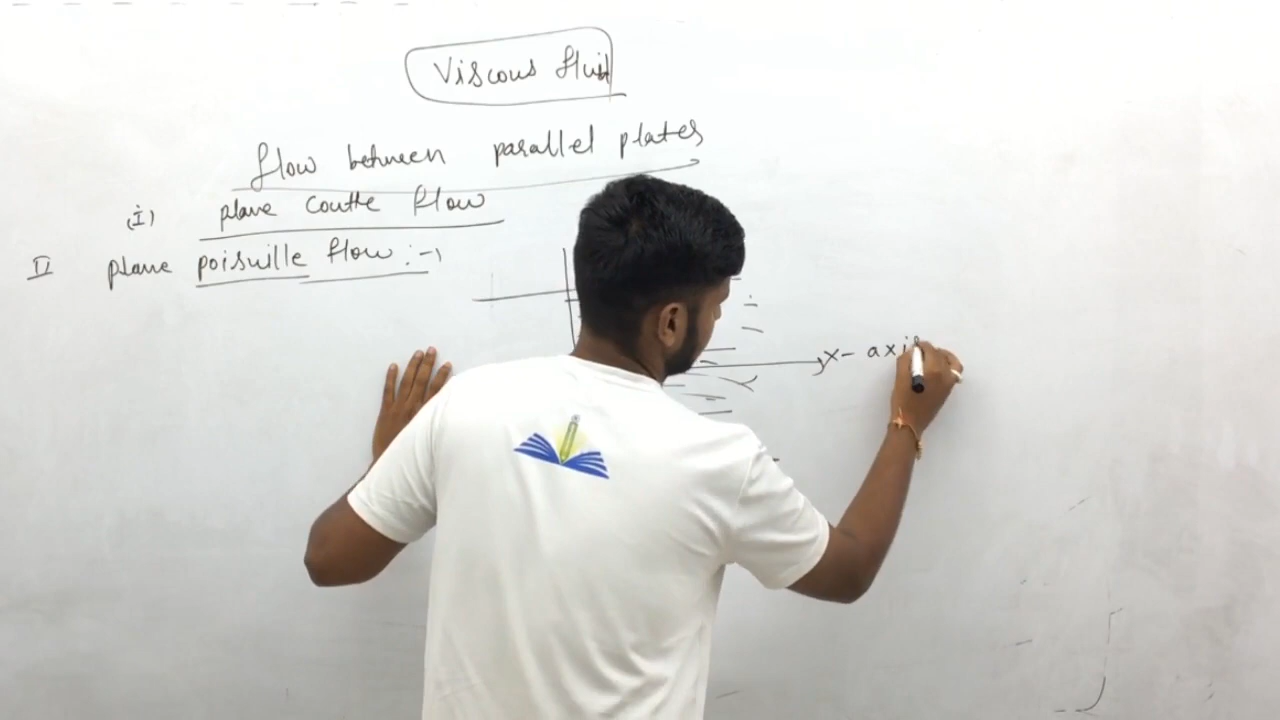 Viscous fluid
flow between parallel plates
(I) plane coutte flow
II plane poisuille flow :-
x- axis